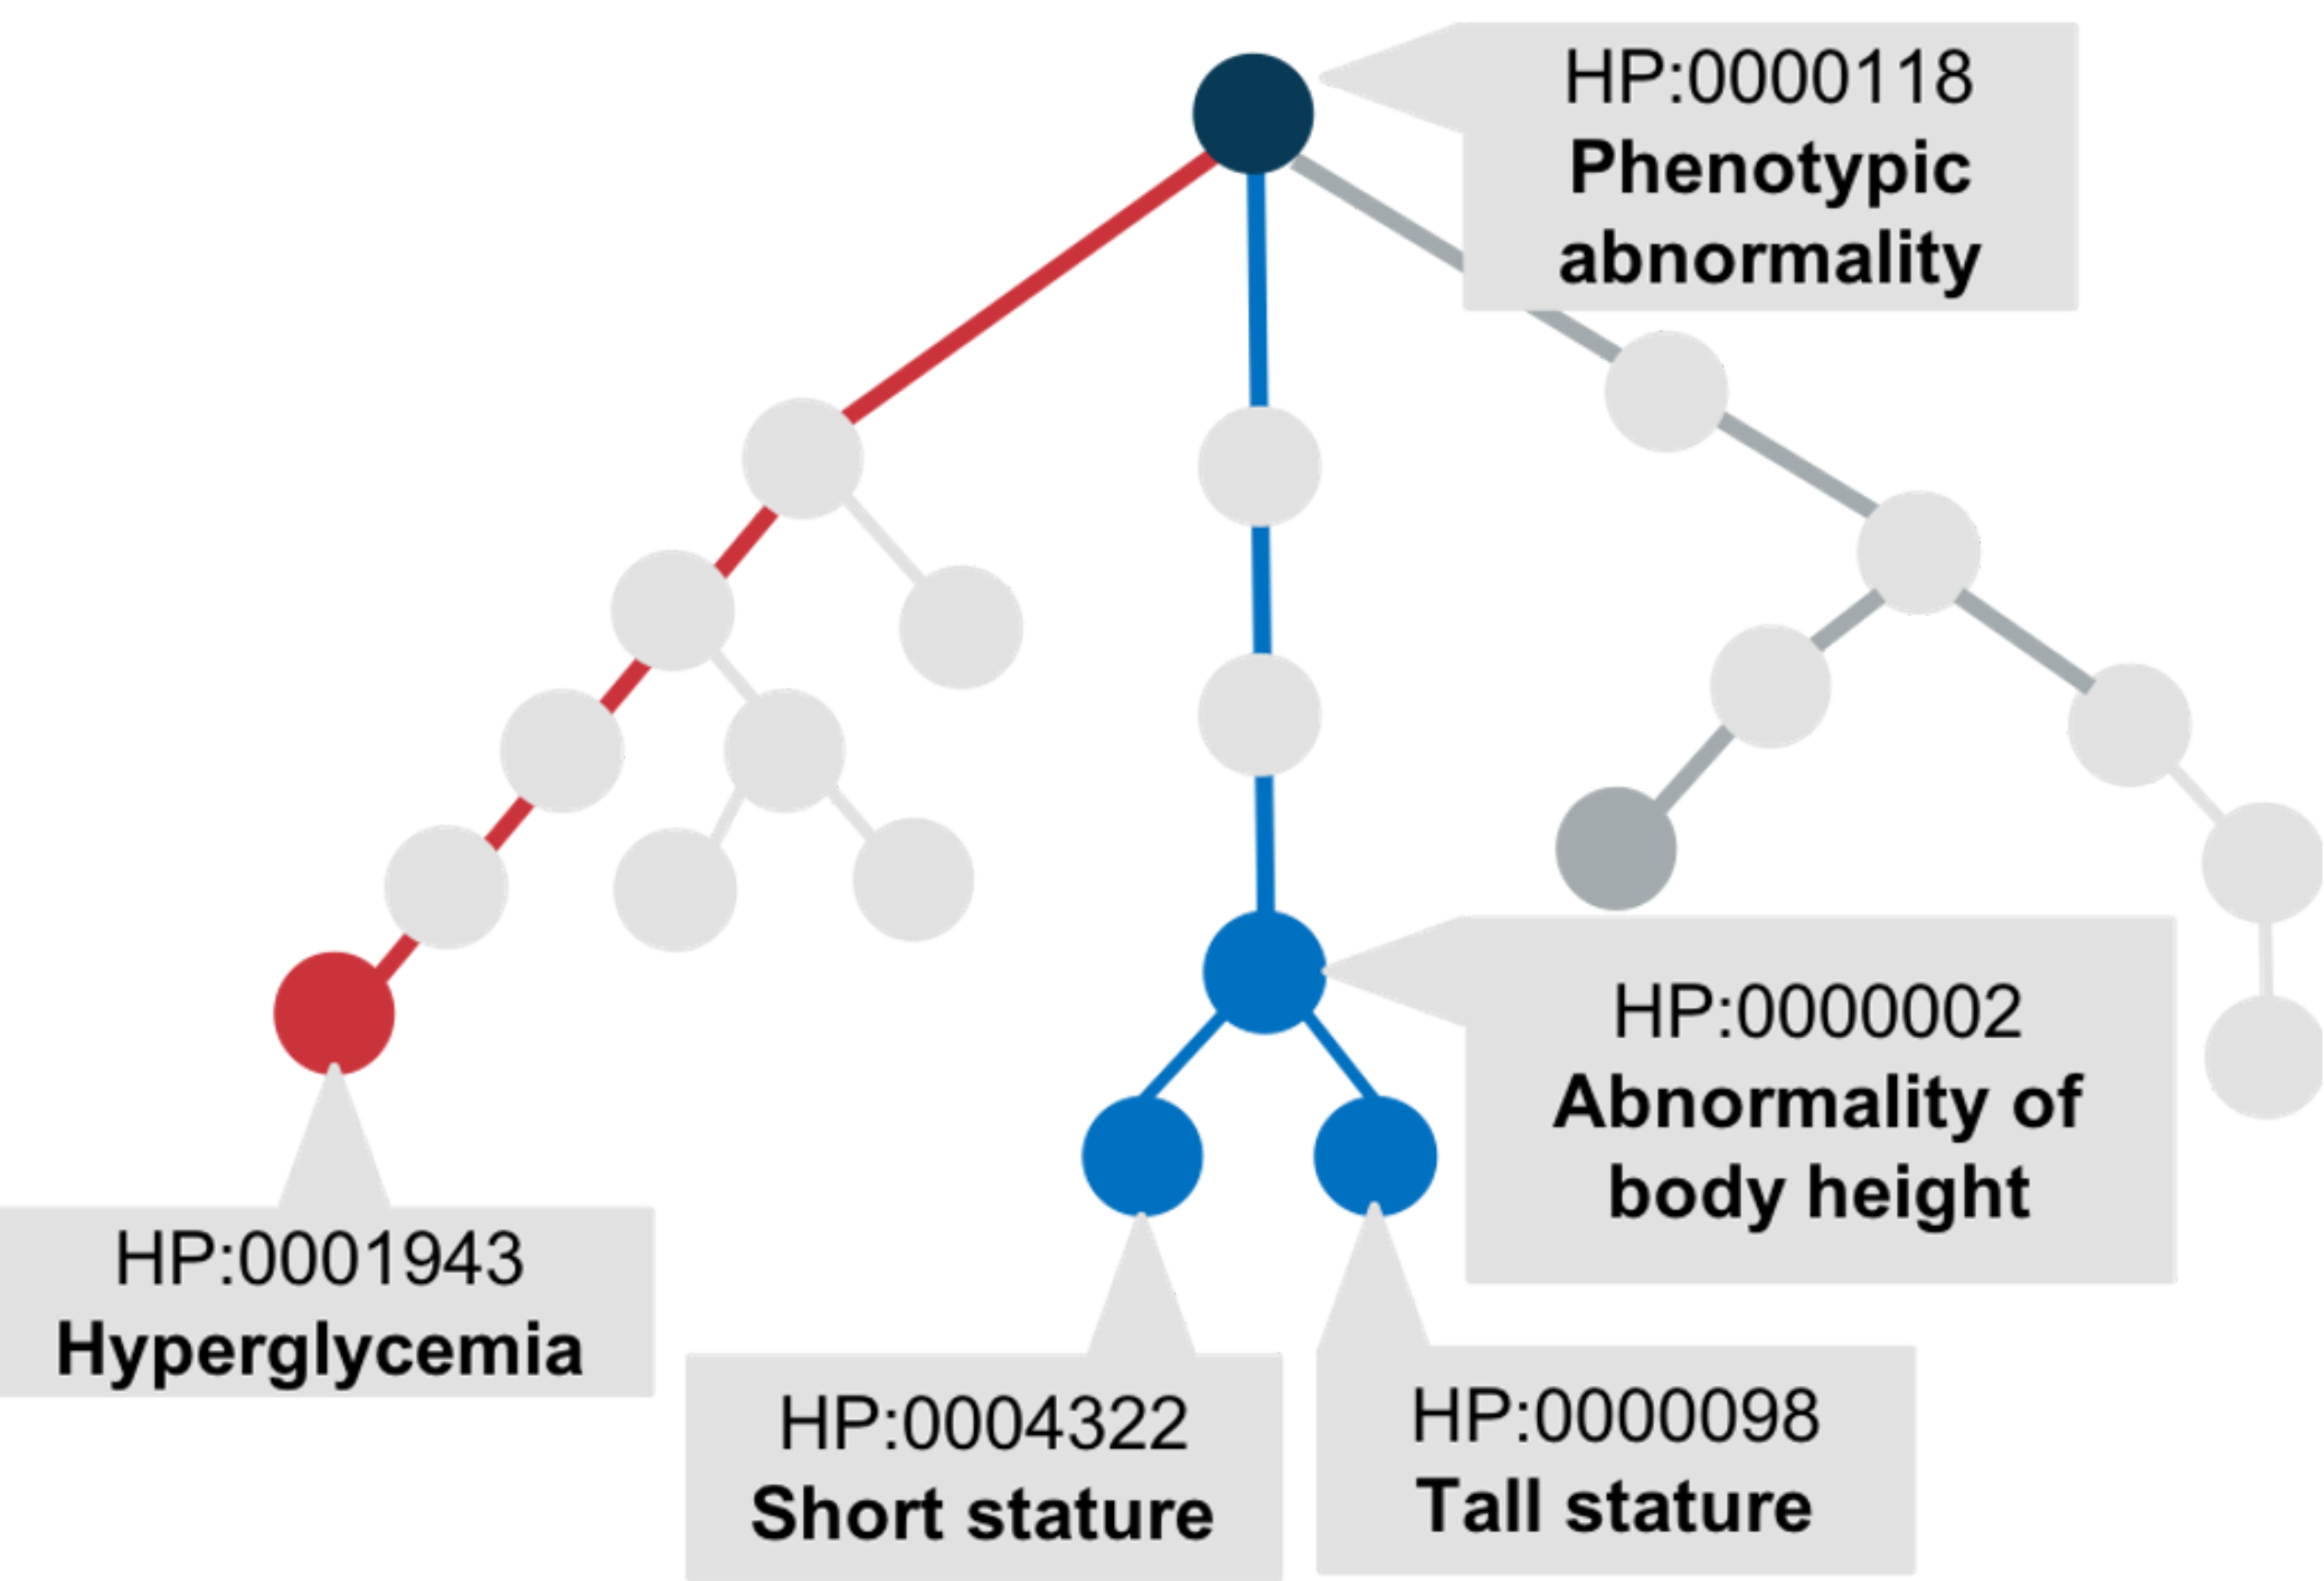 HP:0000118
Phenotypic
abnormality
HP:0000002
Abnormality of
body height
HP:0001943
Hyperglycemia
HP:0004322
Short stature
HP:0000098
Tall stature